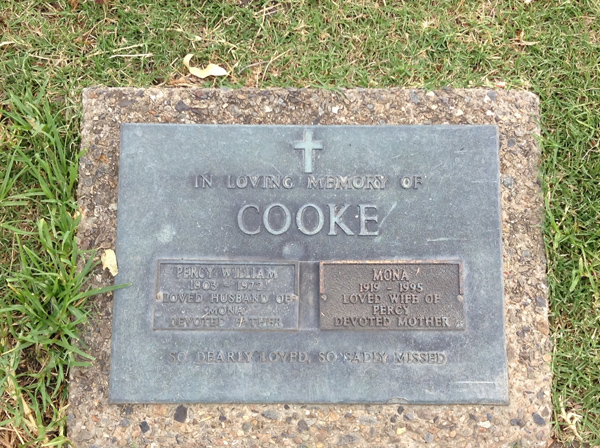 IN LOVING MEMORY OF
COOKE
PERCY WILLIAM
1903 - 1972
LOVED HUSBAND OF
MONA
DEVOTED FATHER
MONA
1919 - 1995
LOVED WIFE OF
PERCY
DEVOTED MOTHER
SO DEARLY LOVED, SO SADLY MISSED